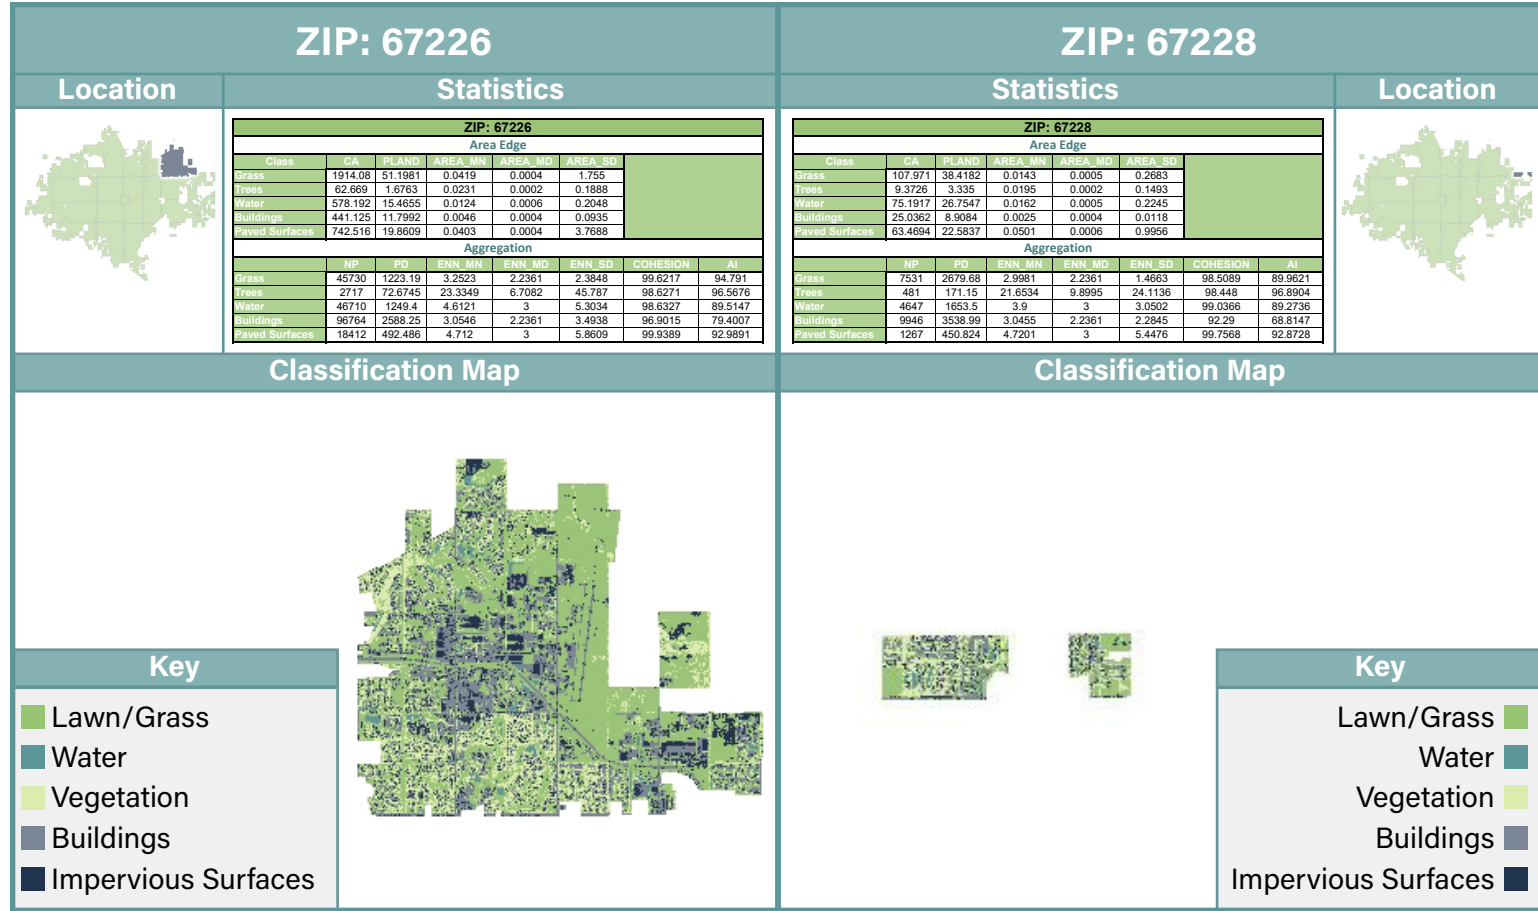 ZIP: 67226
Location
Statistics
ZIP: 67226
Area Edge
Class CA PLAND AREA_MN AREA_MD AREA_SD
Grass 1914.08 51.1981 0.0419 0.0004 1.755
Trees 62.669 1.6763 0.0231 0.0002 0.1888
Water 578.192 15.4655 0.0124 0.0006 0.2048
Buildings 441.125 11.7992 0.0046 0.0004 0.0935
Paved Surfaces 742.516 19.8609 0.0403 0.0004 3.7688
Aggregation
NP PD ENN_MN ENN_MD ENN_SD COHESION AI
Grass 45730 1223.19 3.2523 2.2361 2.3848 99.6217 94.791
Trees 2717 72.6745 23.3349 6.7082 45.787 98.6271 96.5676
Water 46710 1249.4 4.6121 3 5.3034 98.6327 89.5147
Buildings 96764 2588.25 3.0546 2.2361 3.4938 96.9015 79.4007
Paved Surfaces 18412 492.486 4.712 3 5.8609 99.9389 92.9891
Classification Map
Key
Lawn/Grass
Water
Vegetation
Buildings
Impervious Surfaces
ZIP: 67228
Statistics
Location
ZIP: 67228
Area Edge
Class CA PLAND AREA_MN AREA_MD AREA_SD
Grass 107.971 38.4182 0.0143 0.0005 0.2683
Trees 9.3726 3.335 0.0195 0.0002 0.1493
Water 75.1917 26.7547 0.0162 0.0005 0.2245
Buildings 25.0362 8.9084 0.0025 0.0004 0.0118
Paved Surfaces 63.4694 22.5837 0.0501 0.0006 0.9956
Aggregation
NP PD ENN_MN ENN_MD ENN_SD COHESION AI
Grass 7531 2679.68 2.9981 2.2361 1.4663 98.5089 89.9621
Trees 481 171.15 21.6534 9.8995 24.1136 98.448 96.8904
Water 4647 1653.5 3.9 3 3.0502 99.0366 89.2736
Buildings 9946 3538.99 3.0455 2.2361 2.2845 92.29 68.8147
Paved Surfaces 1267 450.824 4.7201 3 5.4476 99.7568 92.8728
Classification Map
Key
Lawn/Grass
Water
Vegetation
Buildings
Impervious Surfaces